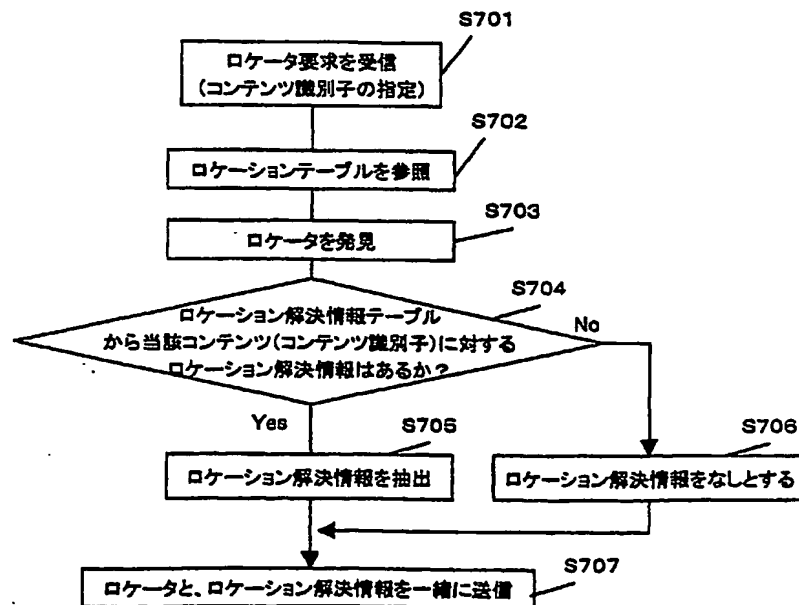 S701
ロケータ要求を受信
(コンテンツ識別子の指定)
S702
ロケーションテーブルを参照
S703
ロケータを発見
S704
ロケーション解決情報テーブル
から当該コンテンツ(コンテンツ識別子)に対する
ロケーション解決情報はあるか?
No
Yes
S705
ロケーション解決情報を抽出
S706
ロケーション解決情報をなしとする
S707
ロケータと、ロケーション解決情報を一緒に送信